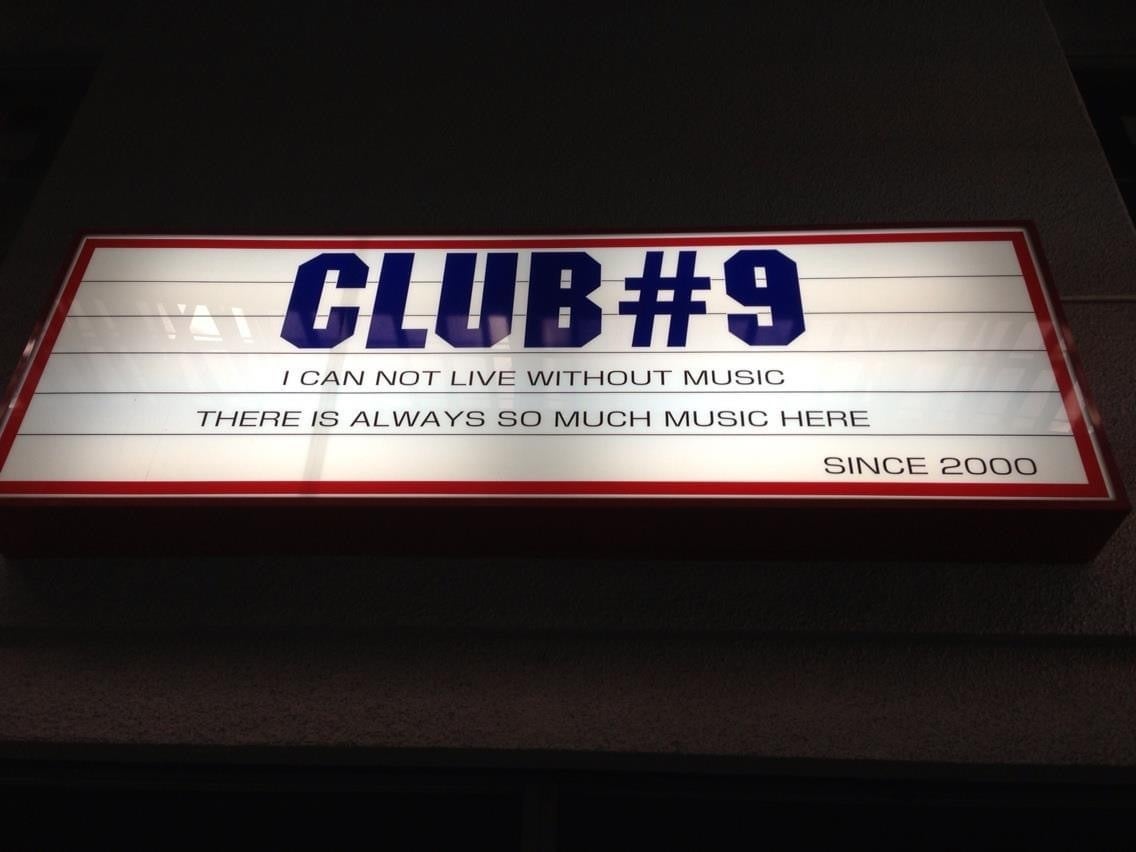 CLUB#9
I CAN NOT LIVE WITHOUT MUSIC
THERE IS ALWAYS SO MUCH MUSIC HERE
SINCE 2000